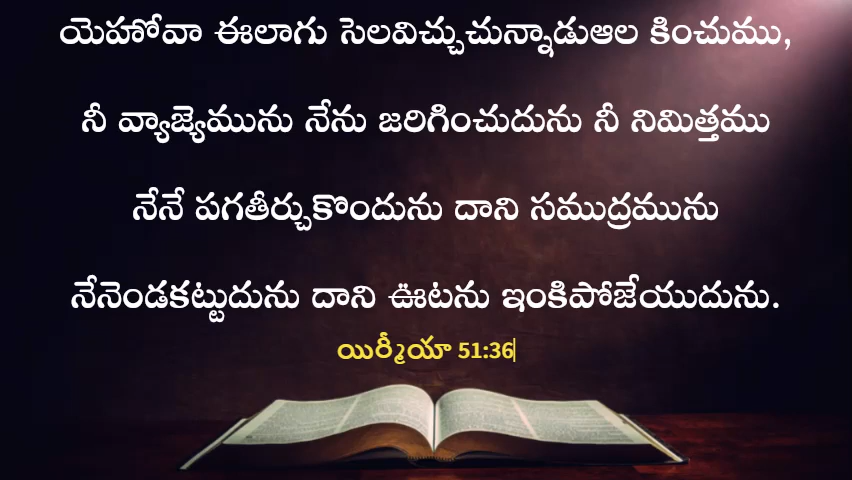 యెహోవా ఈలాగు సెలవిచ్చుచున్నాడుఆల కించుము,
నీ వ్యాజ్యెమును నేను జరిగించుదును నీ నిమిత్తము
నేనే పగతీర్చుకొందును దాని సముద్రమును
నేనెండకట్టుదును దాని ఊటను ఇంకిపోజేయుదును.
యిర్మీయా 51:36